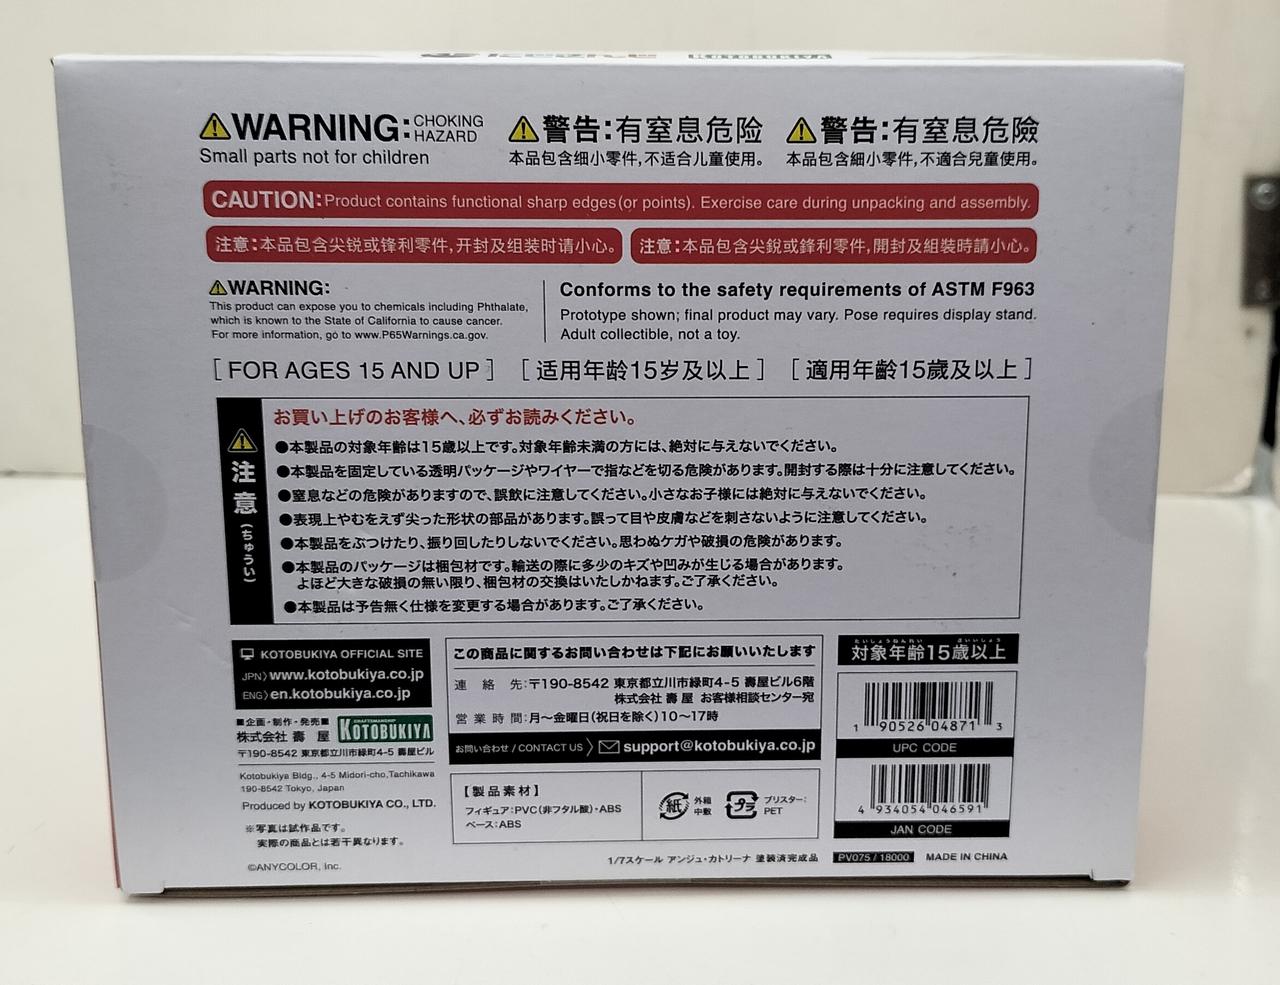 KOTOBUKIYA
WARNING: CHOKING HAZARD
Small parts not for children
警告:有窒息危险
本品包含细小零件,不适合儿童使用。
警告:有窒息危險
本品包含細小零件,不適合兒童使用。
CAUTION: Product contains functional sharp edges (or points). Exercise care during unpacking and assembly.
注意:本品包含尖锐或锋利零件,开封及组装时请小心。
注意:本品包含尖銳或鋒利零件,開封及組裝時請小心。
WARNING:
This product can expose you to chemicals including Phthalate,
which is known to the State of California to cause cancer.
For more information, go to www.P65Warnings.ca.gov.
Conforms to the safety requirements of ASTM F963
Prototype shown; final product may vary. Pose requires display stand.
Adult collectible, not a toy.
[ FOR AGES 15 AND UP ] [ 适用年龄15岁及以上 ] [ 適用年齡15歲及以上 ]
注意(ちゅうい)
お買い上げのお客様へ、必ずお読みください。
●本製品の対象年齢は15歳以上です。対象年齢未満の方には、絶対に与えないでください。
●本製品を固定している透明パッケージやワイヤーで指などを切る危険があります。開封する際は十分に注意してください。
●窒息などの危険がありますので、誤飲に注意してください。小さなお子様には絶対に与えないでください。
●表現上やむをえず尖った形状の部品があります。誤って目や皮膚などを刺さないように注意してください。
●本製品をぶつけたり、振り回したりしないでください。思わぬケガや破損の危険があります。
●本製品のパッケージは梱包材です。輸送の際に多少のキズや凹みが生じる場合があります。
よほど大きな破損の無い限り、梱包材の交換はいたしかねます。ご了承ください。
●本製品は予告無く仕様を変更する場合があります。ご了承ください。
KOTOBUKIYA OFFICIAL SITE
JPN〉www.kotobukiya.co.jp
ENG〉en.kotobukiya.co.jp
■企画・制作・発売■
株式会社 壽 屋
CRAFTSMANSHIP
KOTOBUKIYA
〒190-8542 東京都立川市緑町4-5 壽屋ビル
Kotobukiya Bldg., 4-5 Midori-cho,Tachikawa
190-8542 Tokyo, Japan
Produced by KOTOBUKIYA CO., LTD.
※写真は試作品です。
実際の商品とは若干異なります。
©ANYCOLOR, Inc.
この商品に関するお問い合わせは下記にお願いいたします
連絡先:〒190-8542 東京都立川市緑町4-5 壽屋ビル6階
株式会社 壽 屋 お客様相談センター宛
営業時間:月〜金曜日(祝日を除く)10〜17時
お問い合わせ / CONTACT US 〉 support@kotobukiya.co.jp
【製品素材】
フィギュア:PVC(非フタル酸)・ABS
ベース:ABS
紙
外箱
中敷
プラ
ブリスター:
PET
1/7スケール アンジュ・カトリーナ 塗装済完成品
たいしょうねんれい さいいじょう
対象年齢15歳以上
1 90526 04871 3
UPC CODE
4 934054 046591
JAN CODE
PV075 / 18000
MADE IN CHINA